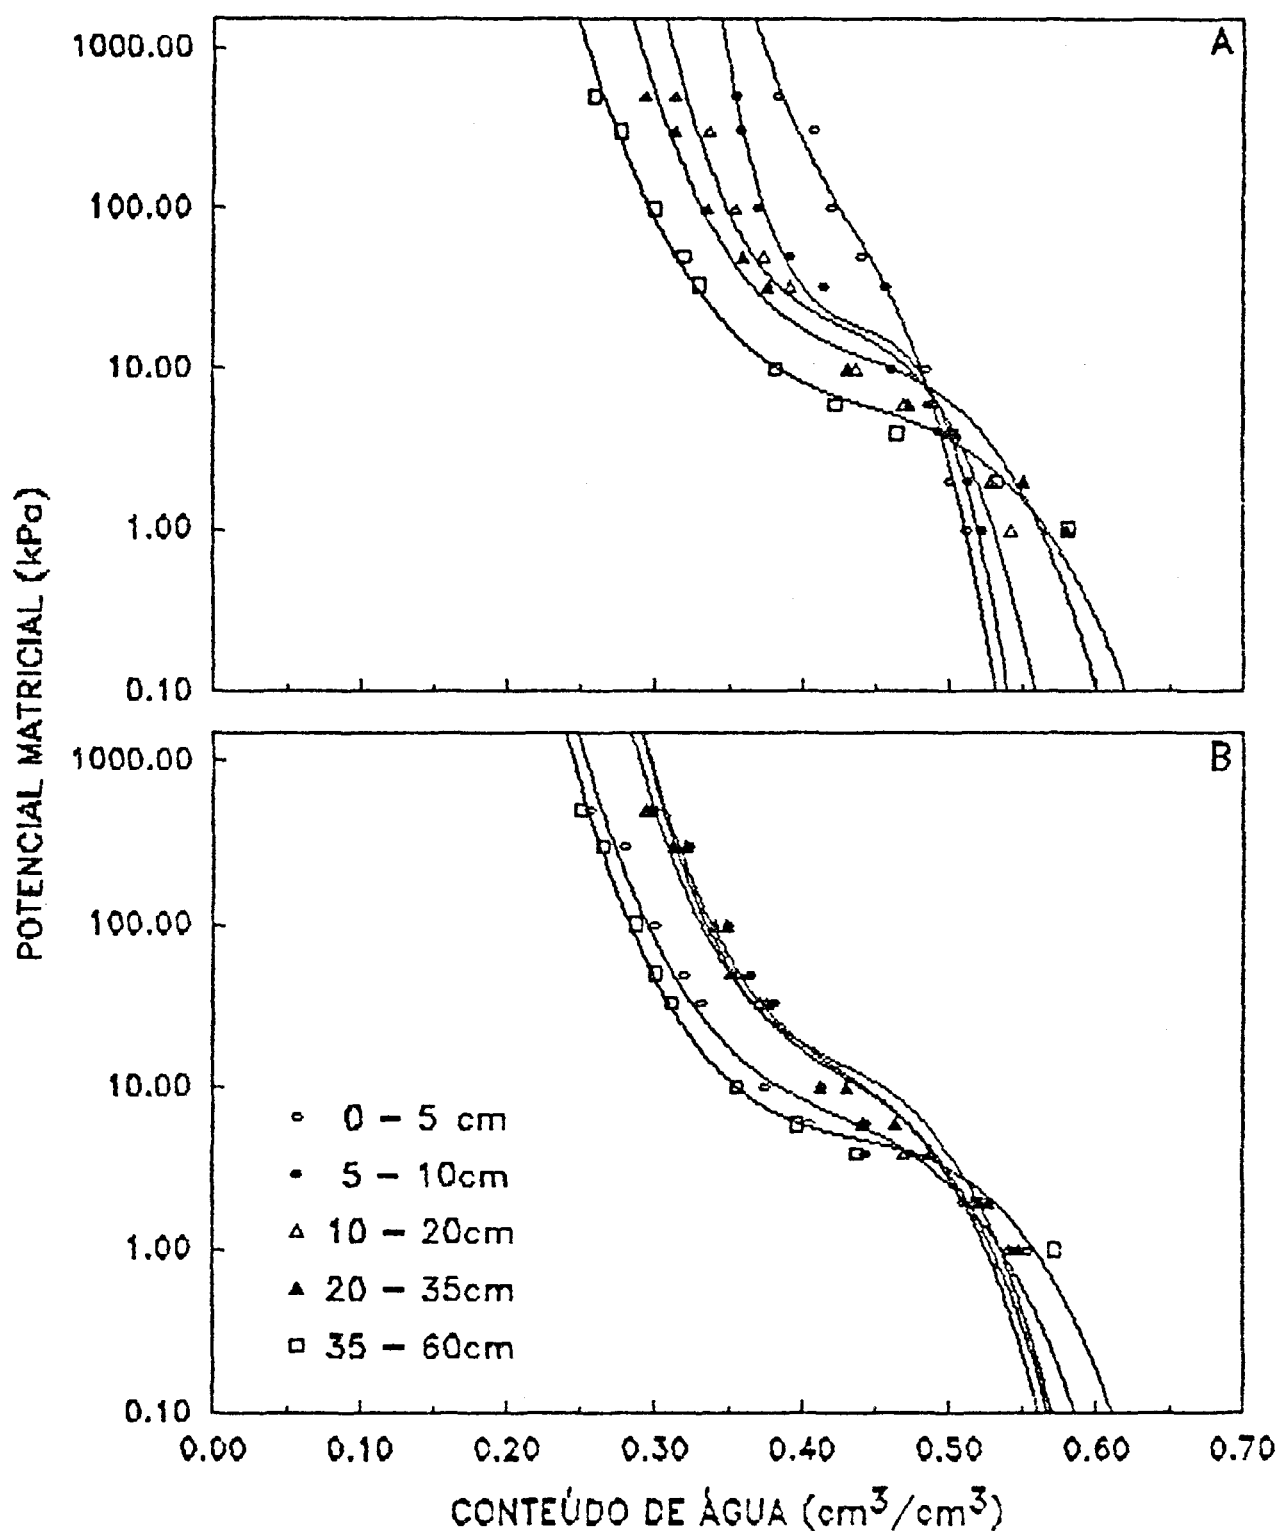 A
1000.00
100.00
10.00
1.00
0.10
POTENCIAL MATRICIAL (kPa)
B
1000.00
100.00
10.00
1.00
0.10
0 – 5 cm
5 – 10cm
10 – 20cm
20 – 35cm
35 – 60cm
0.00 0.10 0.20 0.30 0.40 0.50 0.60 0.70
CONTEÚDO DE ÁGUA (cm³/cm³)